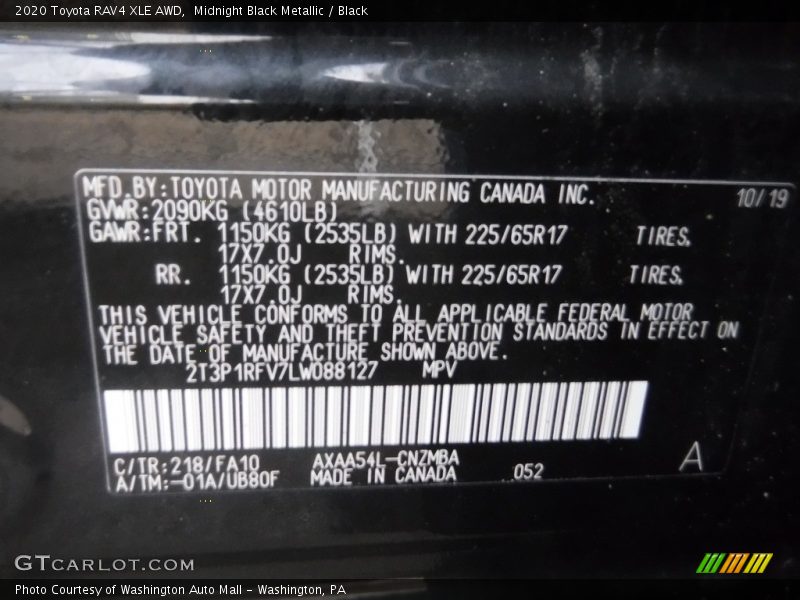 2020 Toyota RAV4 XLE AWD,  Midnight Black Metallic / Black
MFD.BY:TOYOTA MOTOR MANUFACTURING CANADA INC. 10/19
GVWR:2090KG (4610LB)
GAWR:FRT. 1150KG (2535LB) WITH 225/65R17 TIRES.
17X7.0J RIMS.
RR. 1150KG (2535LB) WITH 225/65R17 TIRES.
17X7.0J RIMS.
THIS VEHICLE CONFORMS TO ALL APPLICABLE FEDERAL MOTOR
VEHICLE SAFETY AND THEFT PREVENTION STANDARDS IN EFFECT ON
THE DATE OF MANUFACTURE SHOWN ABOVE.
2T3P1RFV7LW088127 MPV
C/TR:218/FA10 AXAA54L-CNZMBA A
A/TM:-01A/UB80F MADE IN CANADA 052
GTcarlot.com
Photo Courtesy of Washington Auto Mall - Washington, PA